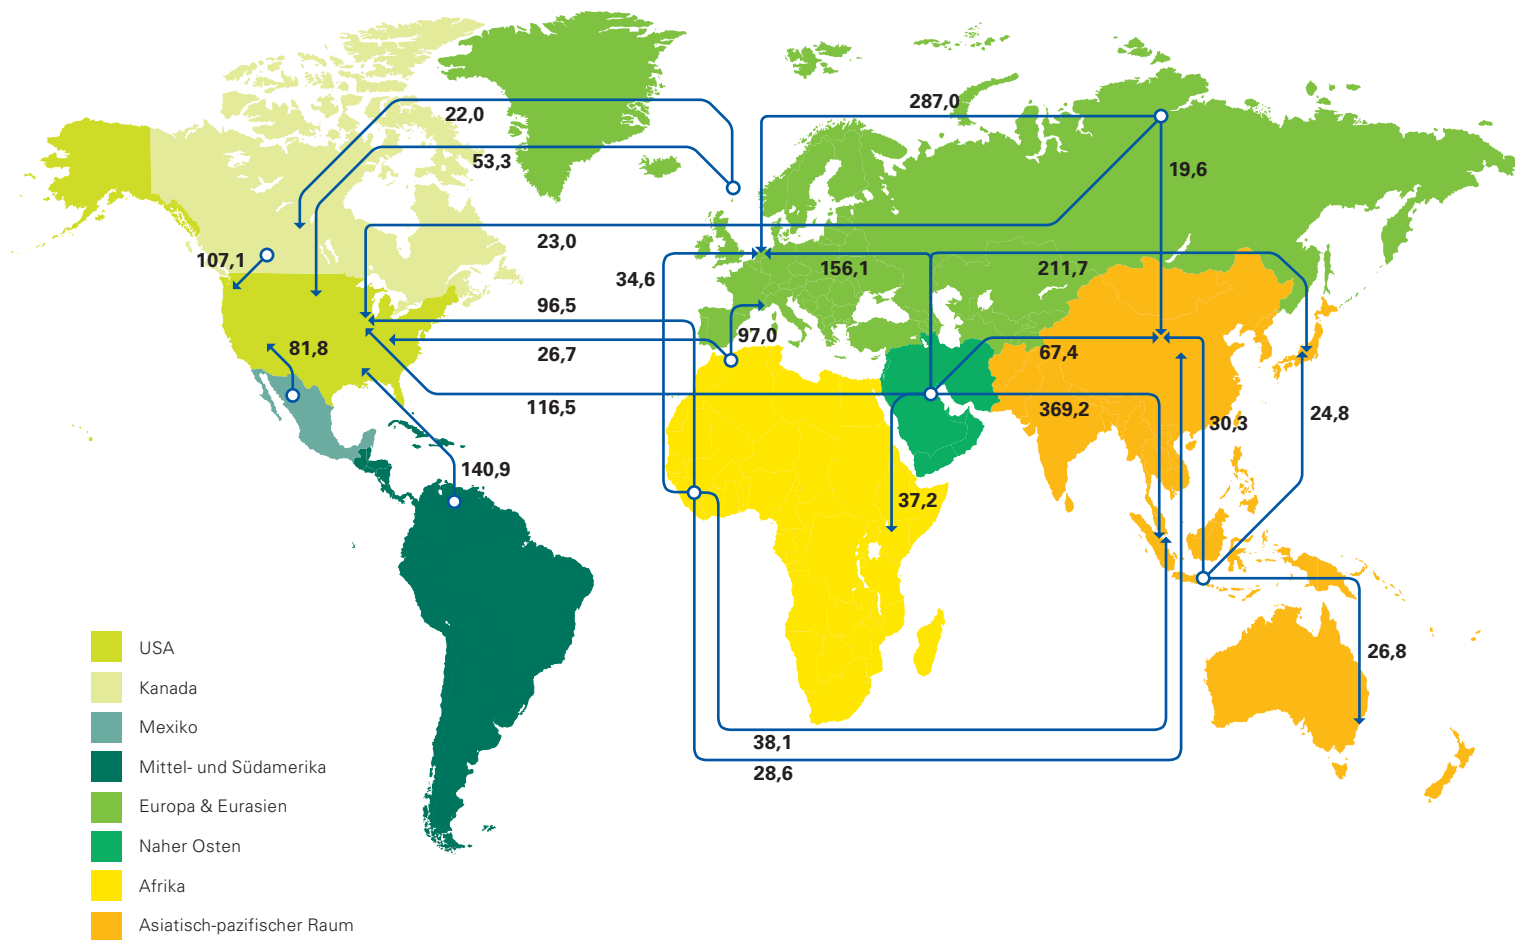 22,0
287,0
53,3
19,6
23,0
107,1
34,6
156,1
211,7
96,5
97,0
81,8
26,7
67,4
116,5
369,2
24,8
30,3
140,9
37,2
26,8
38,1
28,6
USA
Kanada
Mexiko
Mittel- und Südamerika
Europa & Eurasien
Naher Osten
Afrika
Asiatisch-pazifischer Raum